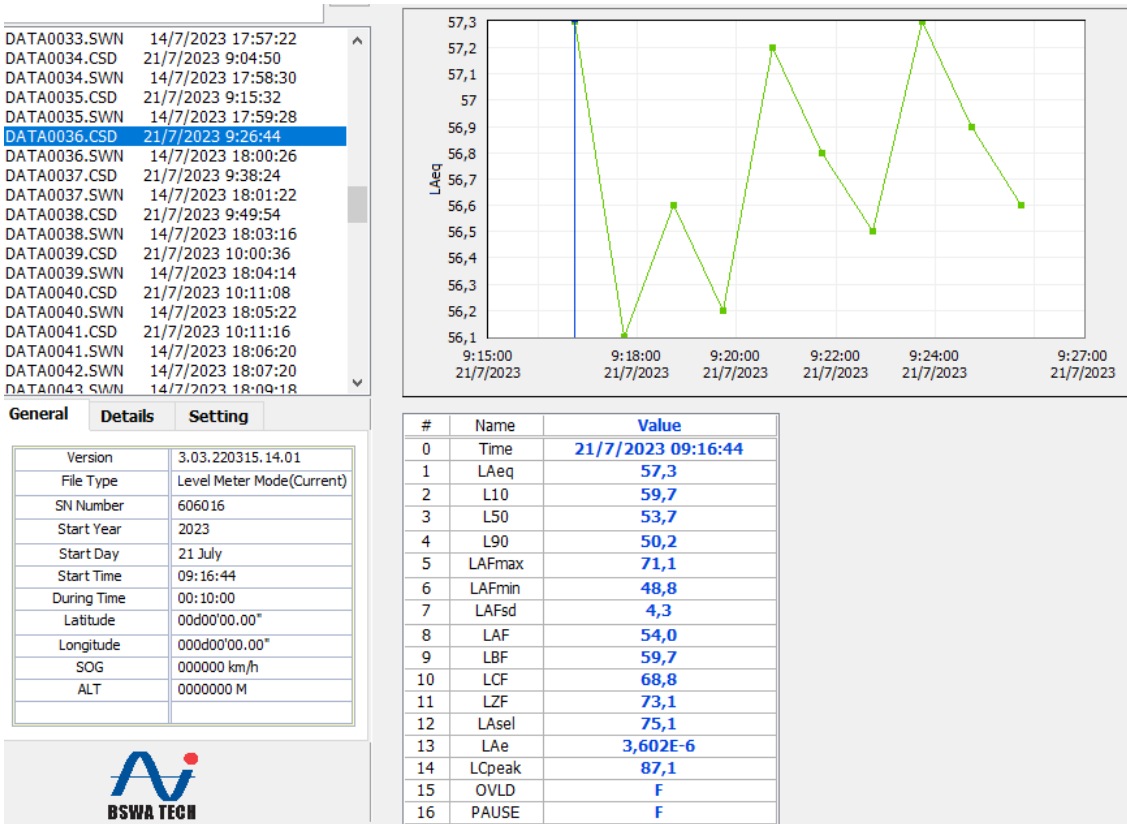 DATA0033.SWN 14/7/2023 17:57:22
DATA0034.CSD 21/7/2023 9:04:50
DATA0034.SWN 14/7/2023 17:58:30
DATA0035.CSD 21/7/2023 9:15:32
DATA0035.SWN 14/7/2023 17:59:28
DATA0036.CSD 21/7/2023 9:26:44
DATA0036.SWN 14/7/2023 18:00:26
DATA0037.CSD 21/7/2023 9:38:24
DATA0037.SWN 14/7/2023 18:01:22
DATA0038.CSD 21/7/2023 9:49:54
DATA0038.SWN 14/7/2023 18:03:16
DATA0039.CSD 21/7/2023 10:00:36
DATA0039.SWN 14/7/2023 18:04:14
DATA0040.CSD 21/7/2023 10:11:08
DATA0040.SWN 14/7/2023 18:05:22
DATA0041.CSD 21/7/2023 10:11:16
DATA0041.SWN 14/7/2023 18:06:20
DATA0042.SWN 14/7/2023 18:07:20
DATA0043.SWN 14/7/2023 18:09:18
General Details Setting
Version 3.03.220315.14.01
File Type Level Meter Mode(Current)
SN Number 606016
Start Year 2023
Start Day 21 July
Start Time 09:16:44
During Time 00:10:00
Latitude 00d00'00.00"
Longitude 000d00'00.00"
SOG 000000 km/h
ALT 0000000 M
BSWA TECH
LAeq
57,3
57,2
57,1
57
56,9
56,8
56,7
56,6
56,5
56,4
56,3
56,2
56,1
9:15:00 9:18:00 9:20:00 9:22:00 9:24:00 9:27:00
21/7/2023 21/7/2023 21/7/2023 21/7/2023 21/7/2023 21/7/2023
# Name Value
0 Time 21/7/2023 09:16:44
1 LAeq 57,3
2 L10 59,7
3 L50 53,7
4 L90 50,2
5 LAFmax 71,1
6 LAFmin 48,8
7 LAFsd 4,3
8 LAF 54,0
9 LBF 59,7
10 LCF 68,8
11 LZF 73,1
12 LAsel 75,1
13 LAe 3,602E-6
14 LCpeak 87,1
15 OVLD F
16 PAUSE F